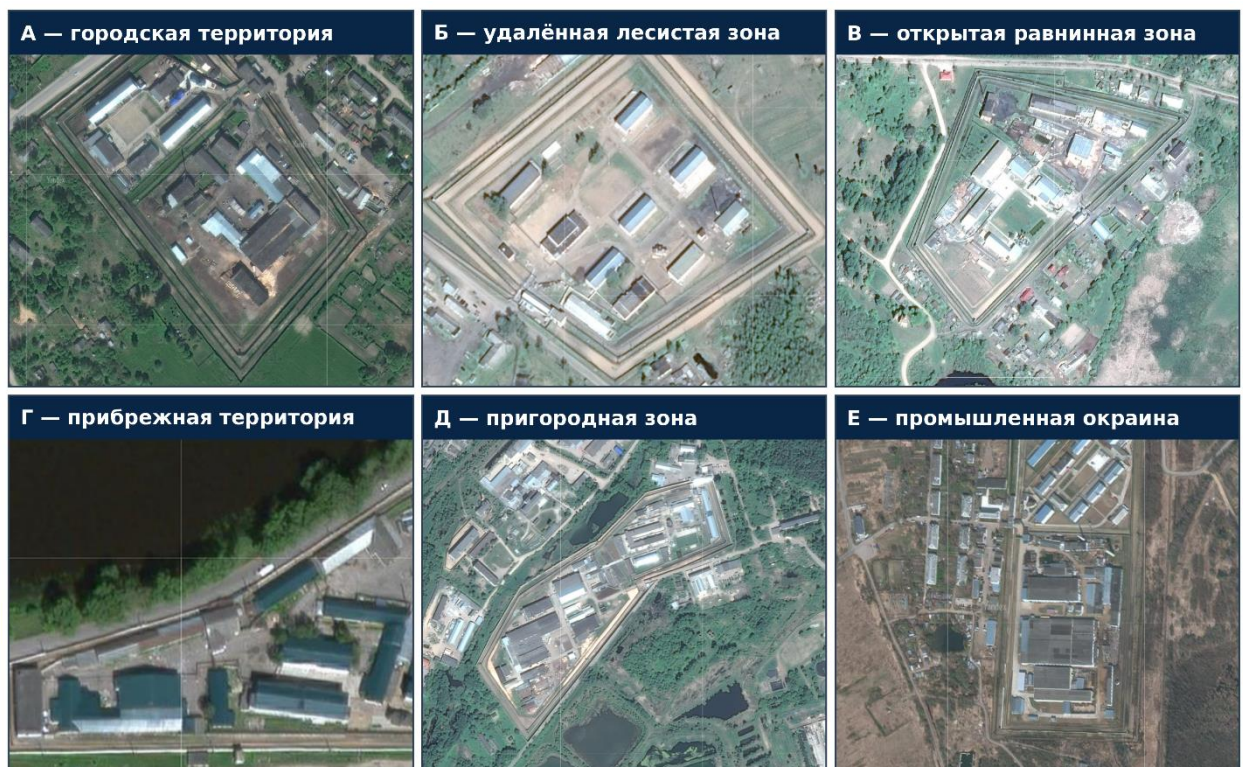 А — городская территория
Б — удалённая лесистая зона
В — открытая равнинная зона
Г — прибрежная территория
Д — пригородная зона
Е — промышленная окраина